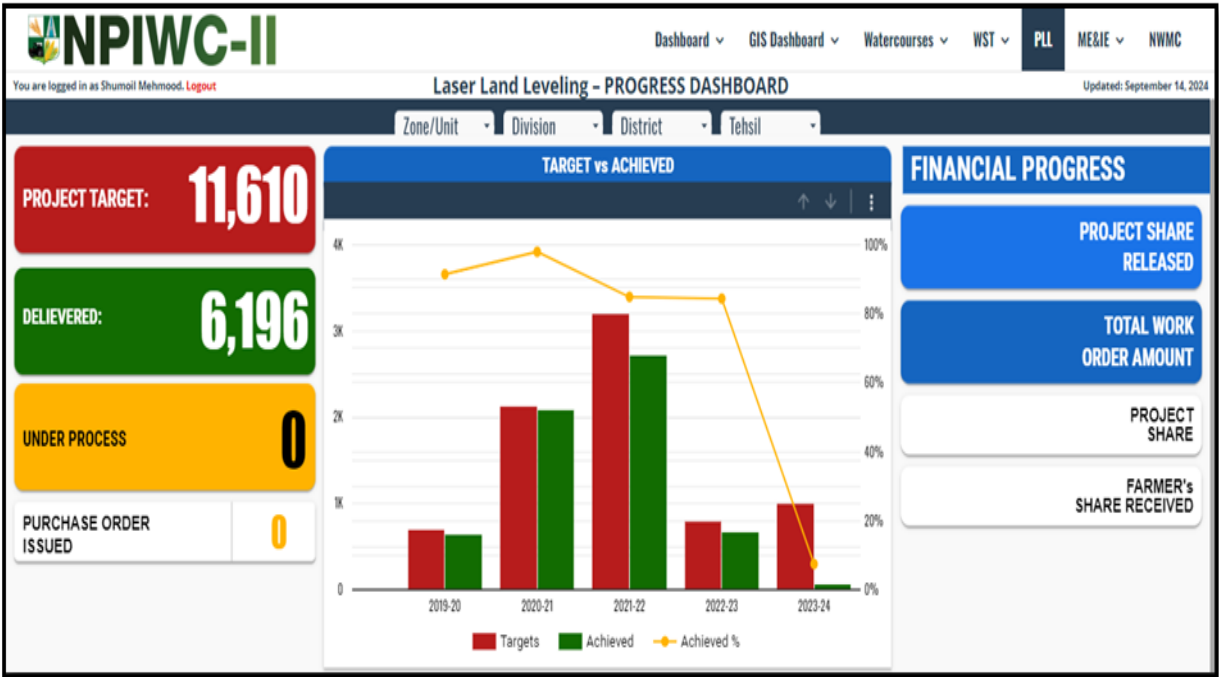 NPIWC-II
Dashboard
GIS Dashboard
Watercourses
WST
PLL
ME&IE
NWMC
You are logged in as Shumoil Mehmood. Logout
Laser Land Leveling – PROGRESS DASHBOARD
Updated: September 14, 2024
Zone/Unit
Division
District
Tehsil
PROJECT TARGET: 11,610
DELIEVERED: 6,196
UNDER PROCESS 0
PURCHASE ORDER
ISSUED
0
TARGET vs ACHIEVED
4K
3K
2K
1K
0
100%
80%
60%
40%
20%
0%
2019-20
2020-21
2021-22
2022-23
2023-24
Targets
Achieved
Achieved %
FINANCIAL PROGRESS
PROJECT SHARE
RELEASED
TOTAL WORK
ORDER AMOUNT
PROJECT
SHARE
FARMER's
SHARE RECEIVED